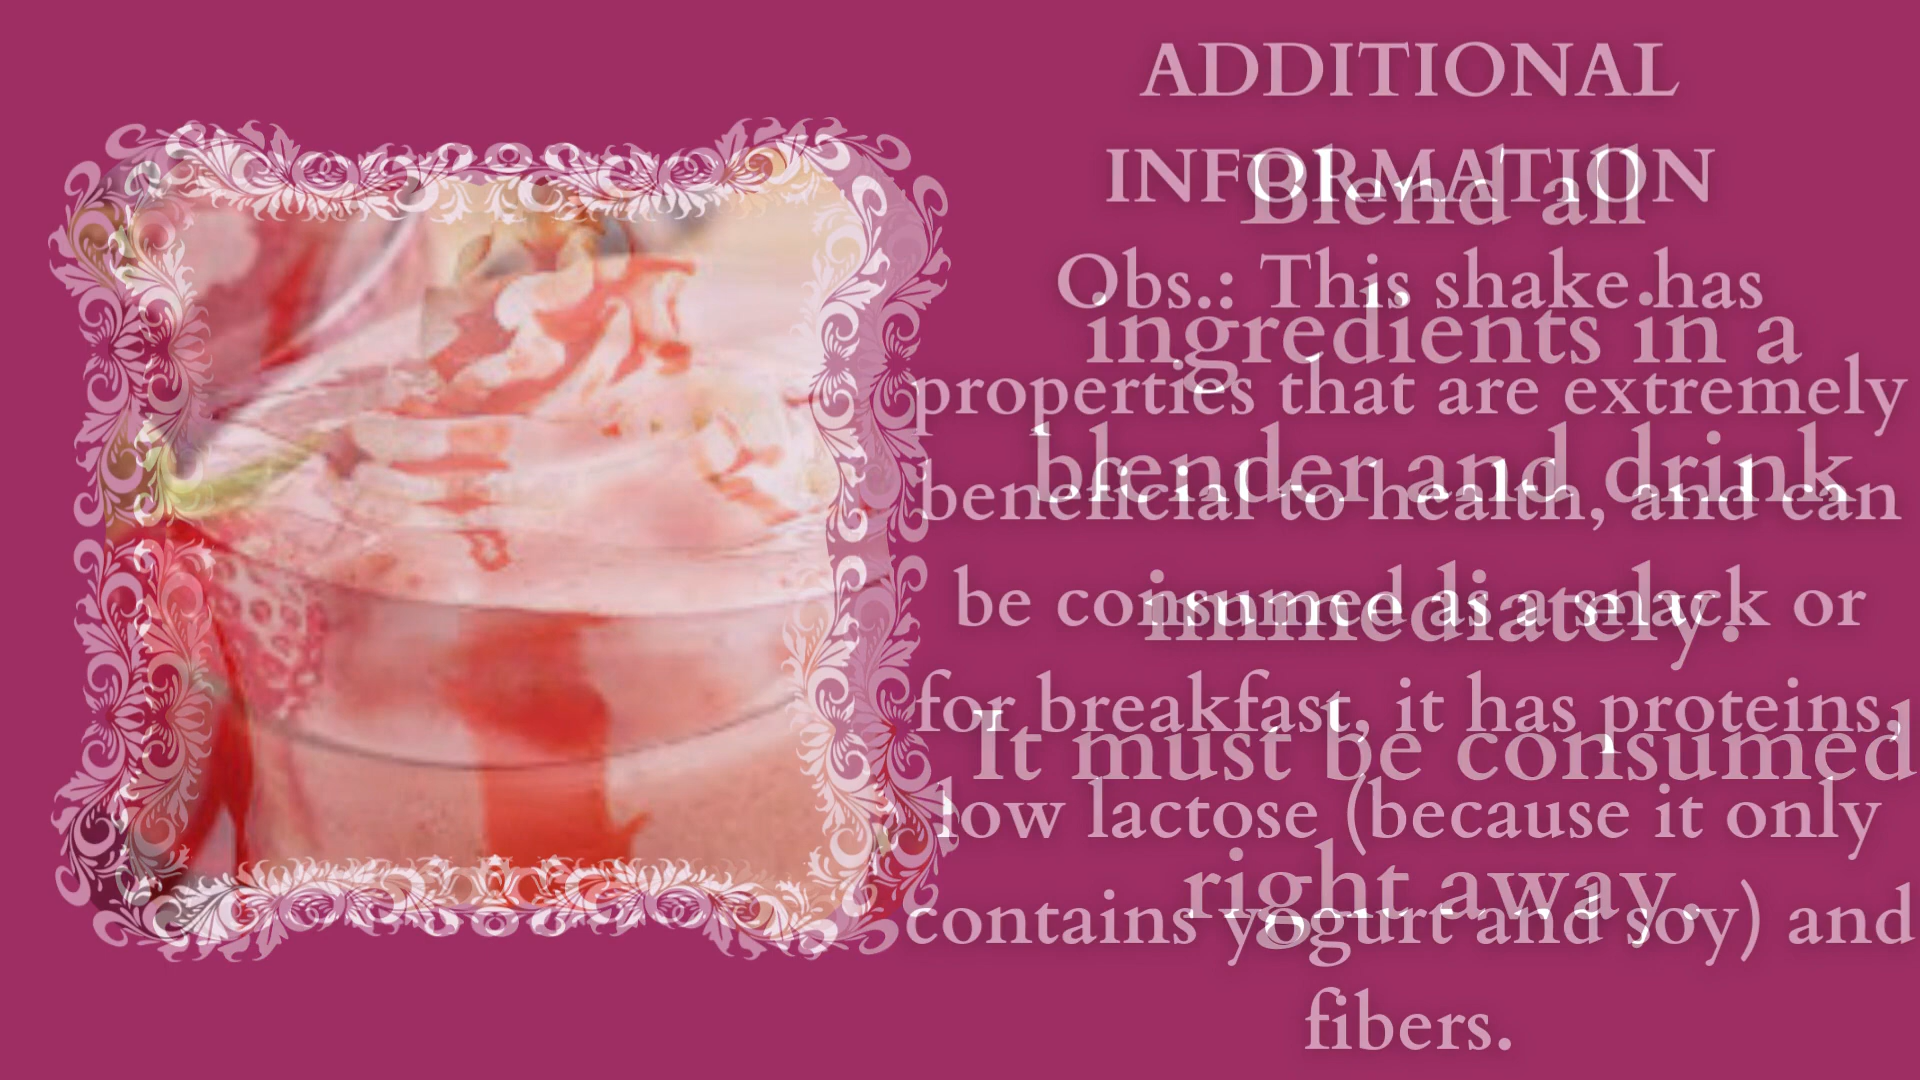 ADDITIONAL
INFORMATION
Obs.: This shake has
properties that are extremely
beneficial to health, and can
be consumed as a snack or
for breakfast, it has proteins,
low lactose (because it only
contains yogurt and soy) and
fibers.
Blend all
ingredients in a
blender and drink
immediately.
It must be consumed
right away.